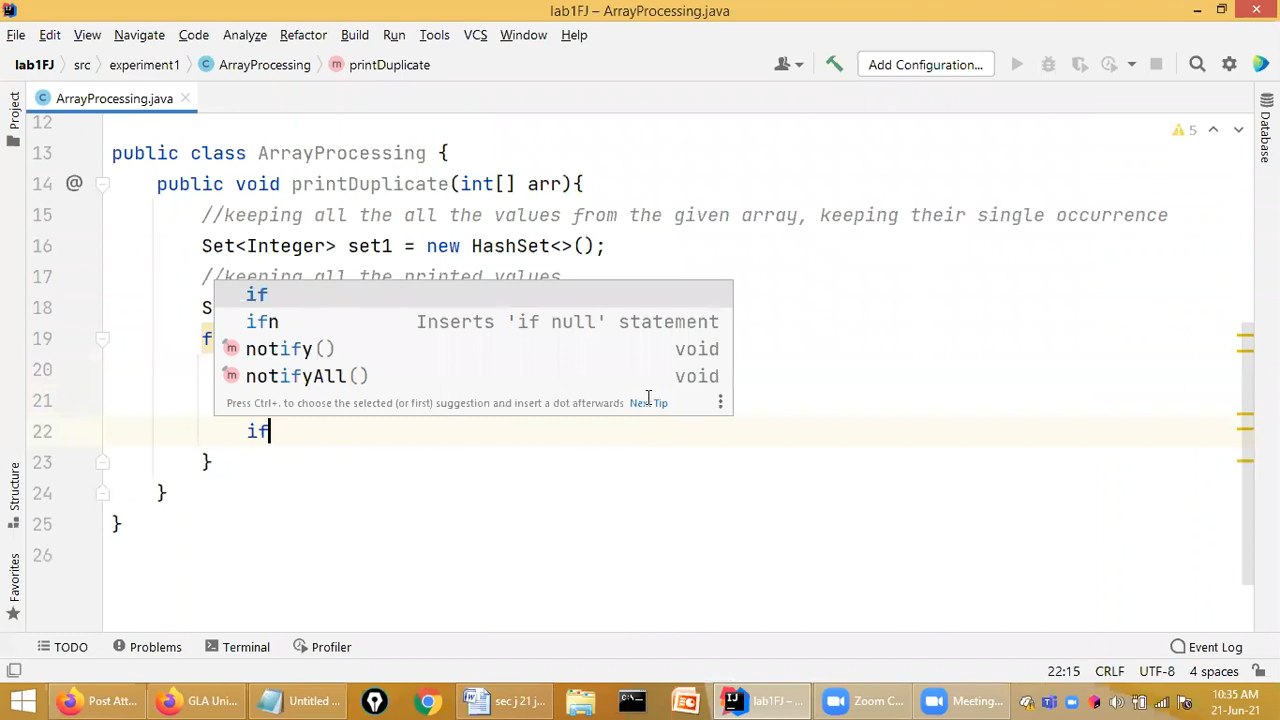 lab1FJ – ArrayProcessing.java
File Edit View Navigate Code Analyze Refactor Build Run Tools VCS Window Help
lab1FJ src experiment1 ArrayProcessing printDuplicate Add Configuration...
ArrayProcessing.java
Project
Database
5
12
13 public class ArrayProcessing {
14 @ public void printDuplicate(int[] arr){
15 //keeping all the all the values from the given array, keeping their single occurrence
16 Set<Integer> set1 = new HashSet<>();
17 //keeping all the printed values
18 S
19 f
20
21
22 if
23 }
24 }
25 }
26
if
ifn Inserts 'if null' statement
notify() void
notifyAll() void
Press Ctrl+. to choose the selected (or first) suggestion and insert a dot afterwards Next Tip
Structure
Favorites
TODO Problems Terminal Profiler Event Log
22:15 CRLF UTF-8 4 spaces
Post Att... GLA Uni... Untitled ... sec j 21 j... lab1FJ – ... Zoom C... Meeting...
10:35 AM
21-Jun-21